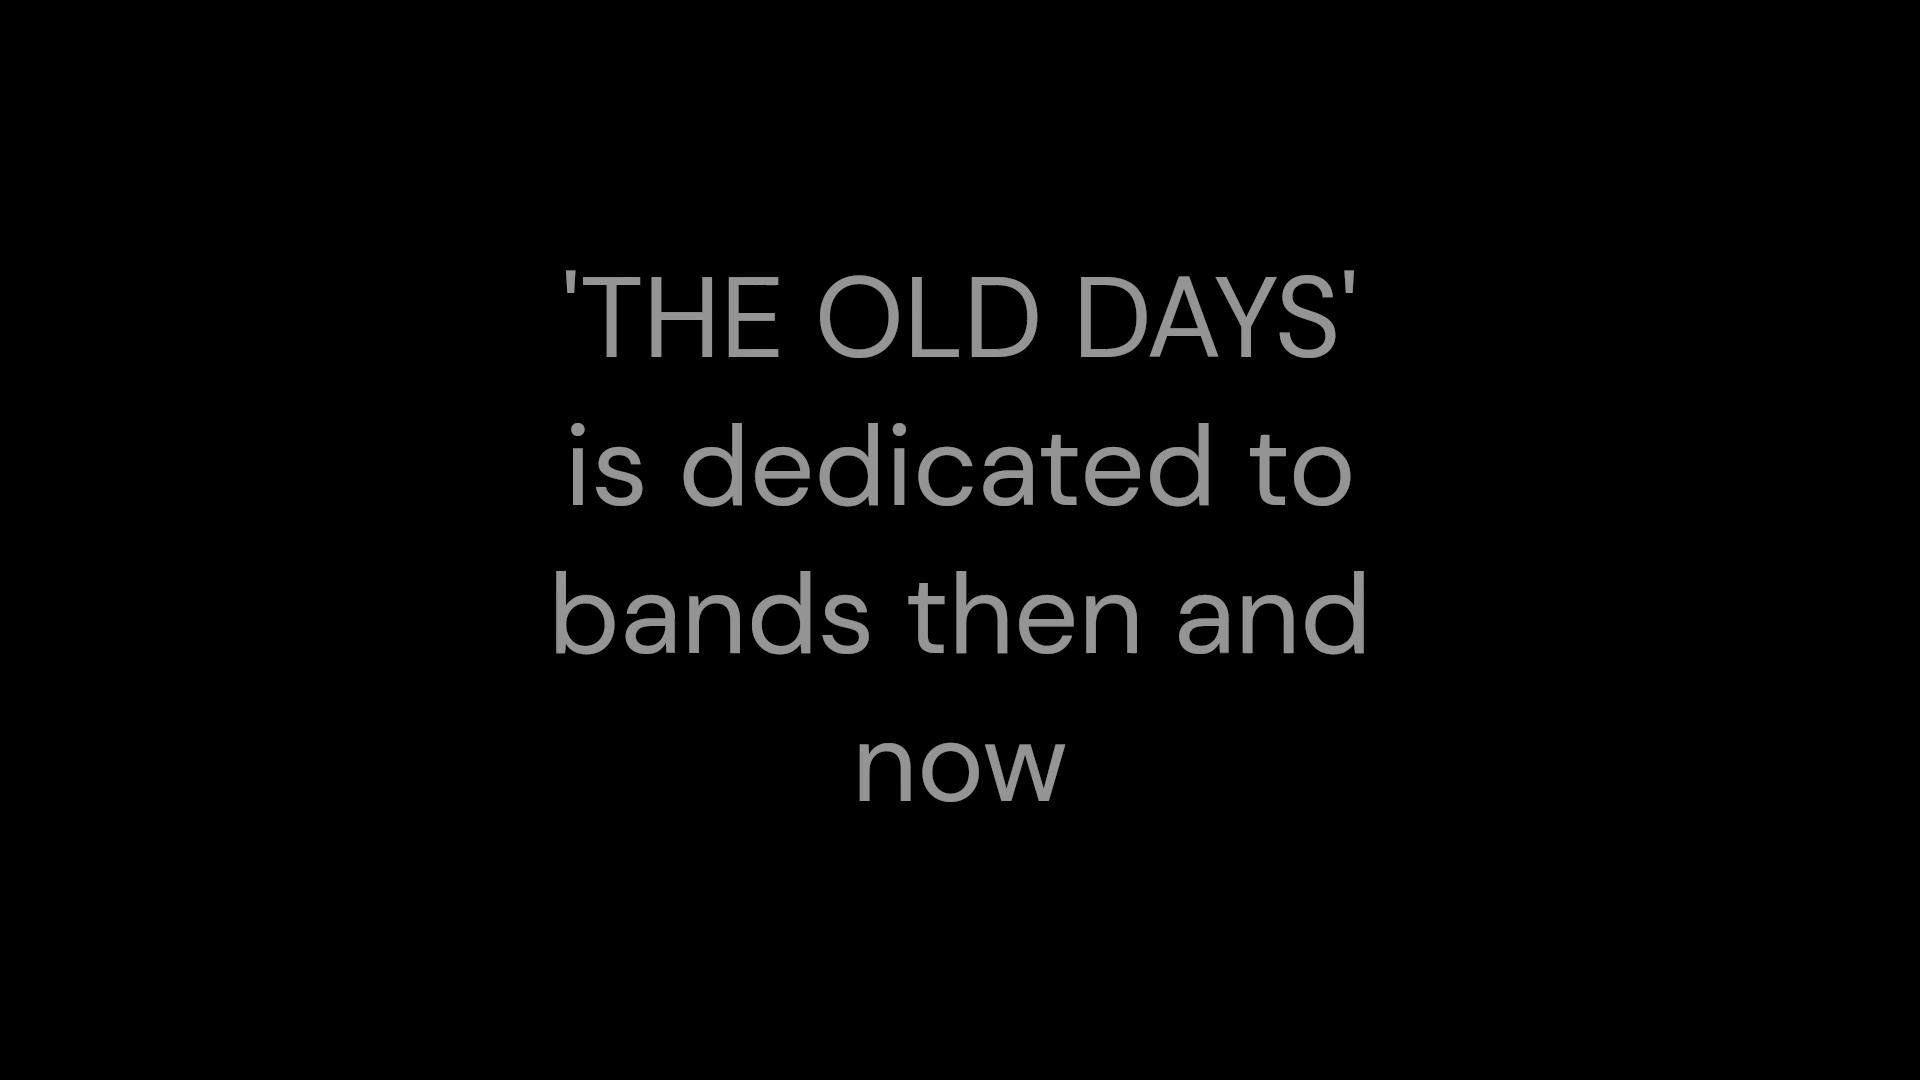 'THE OLD DAYS'
is dedicated to
bands then and
now